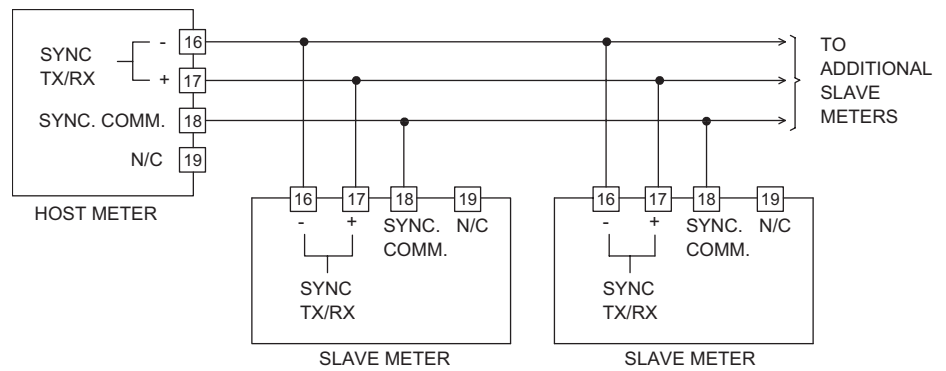 SYNC
TX/RX
-
16
+
17
SYNC. COMM.
18
N/C
19
HOST METER
TO
ADDITIONAL
SLAVE
METERS
16
17
18
19
-
+
SYNC.
COMM.
N/C
SYNC
TX/RX
SLAVE METER
16
17
18
19
-
+
SYNC.
COMM.
N/C
SYNC
TX/RX
SLAVE METER